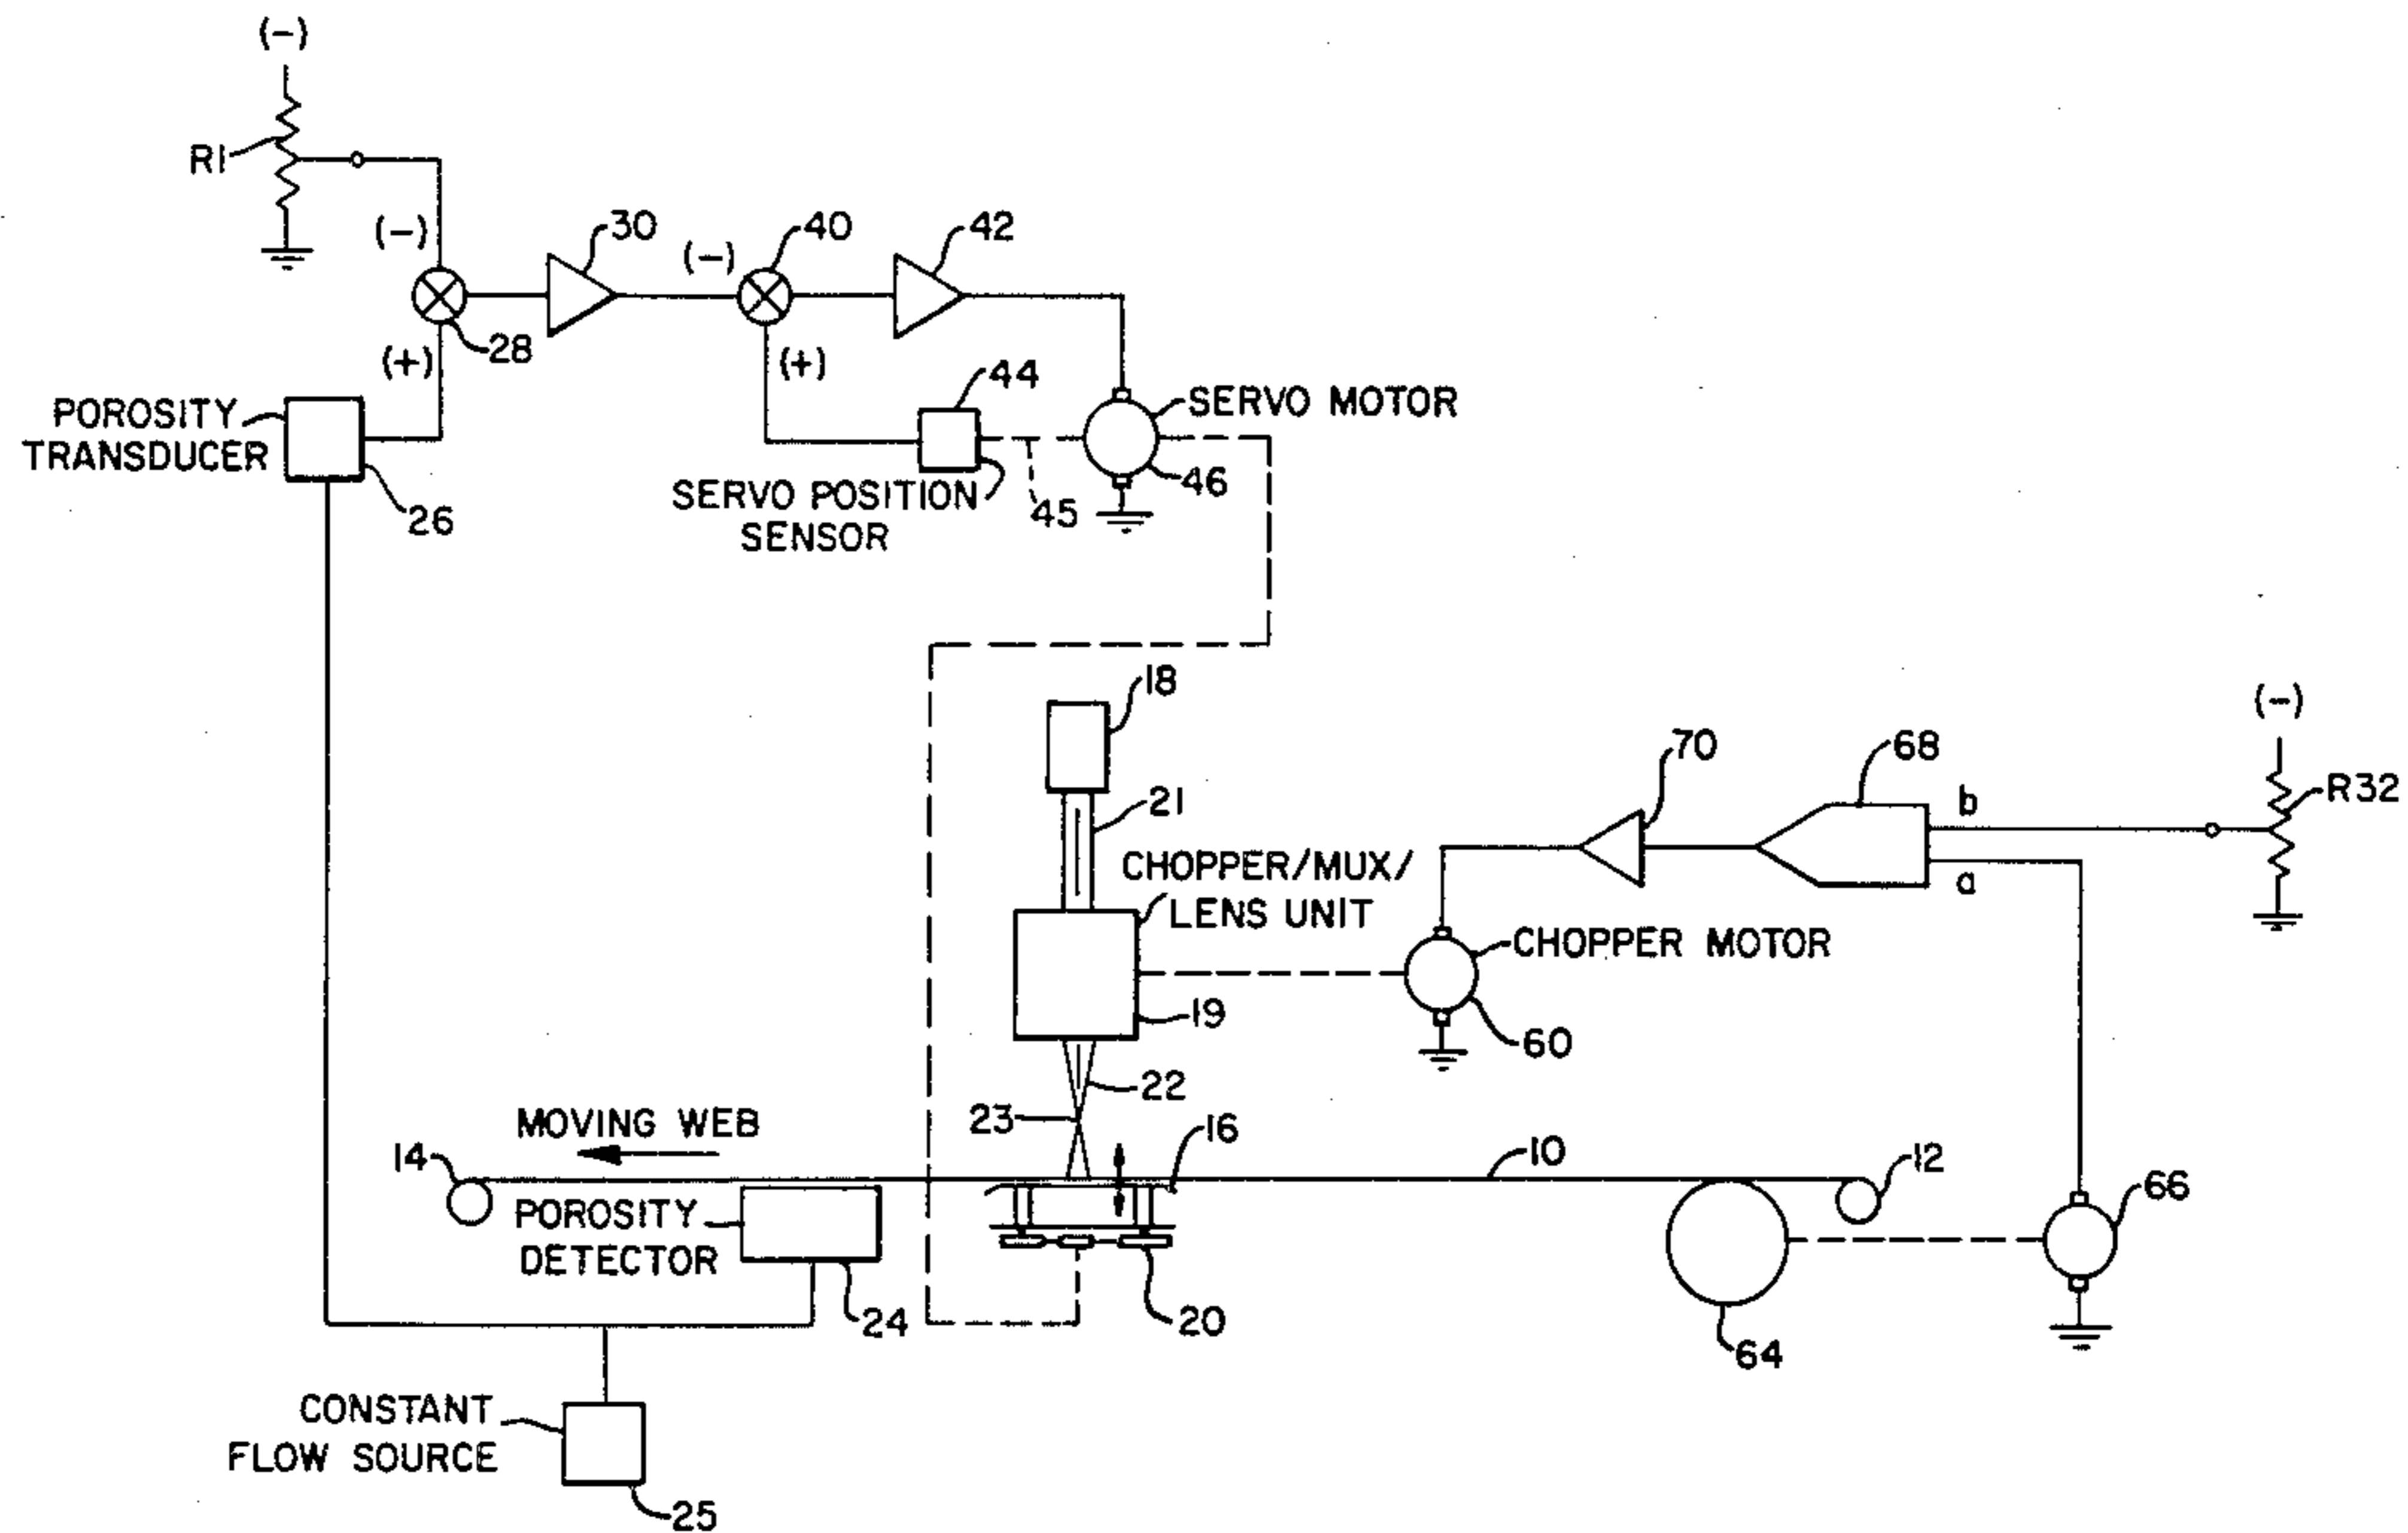 (-)
R1
(-)
30
(-)
40
42
28
(+)
(+)
44
POROSITY
TRANSDUCER
SERVO MOTOR
26
SERVO POSITION
SENSOR
45
46
18
(-)
70
68
21
b
R32
CHOPPER/MUX/
LENS UNIT
a
CHOPPER MOTOR
19
60
22
23
MOVING WEB
16
14
10
12
POROSITY
DETECTOR
66
24
20
64
CONSTANT
FLOW SOURCE
25